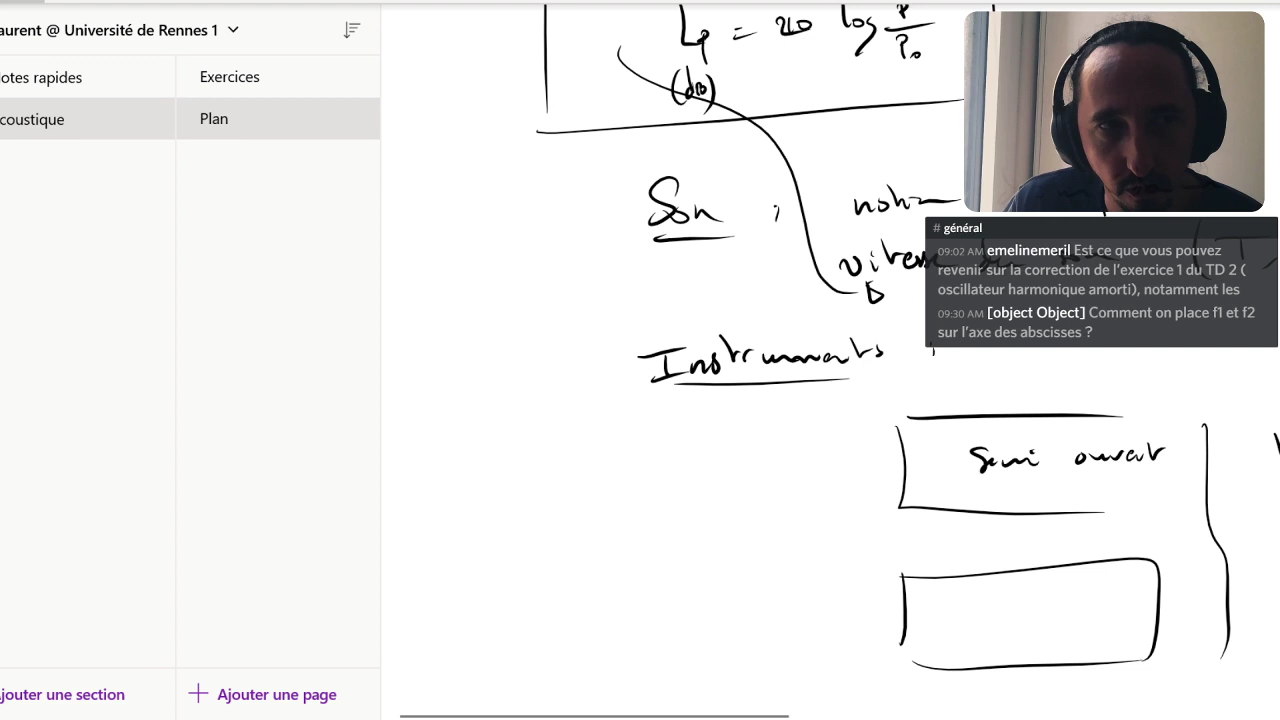 aurent @ Université de Rennes 1
otes rapides
Exercices
coustique
Plan
Lp = 20 log P/P0
(dB)
Son :
# général
09:02 AM emelinemeril Est ce que vous pouvez
revenir sur la correction de l'exercice 1 du TD 2 (
oscillateur harmonique amorti), notamment les
09:30 AM [object Object] Comment on place f1 et f2
sur l'axe des abscisses ?
Instruments :
Semi ouvert
jouter une section
Ajouter une page